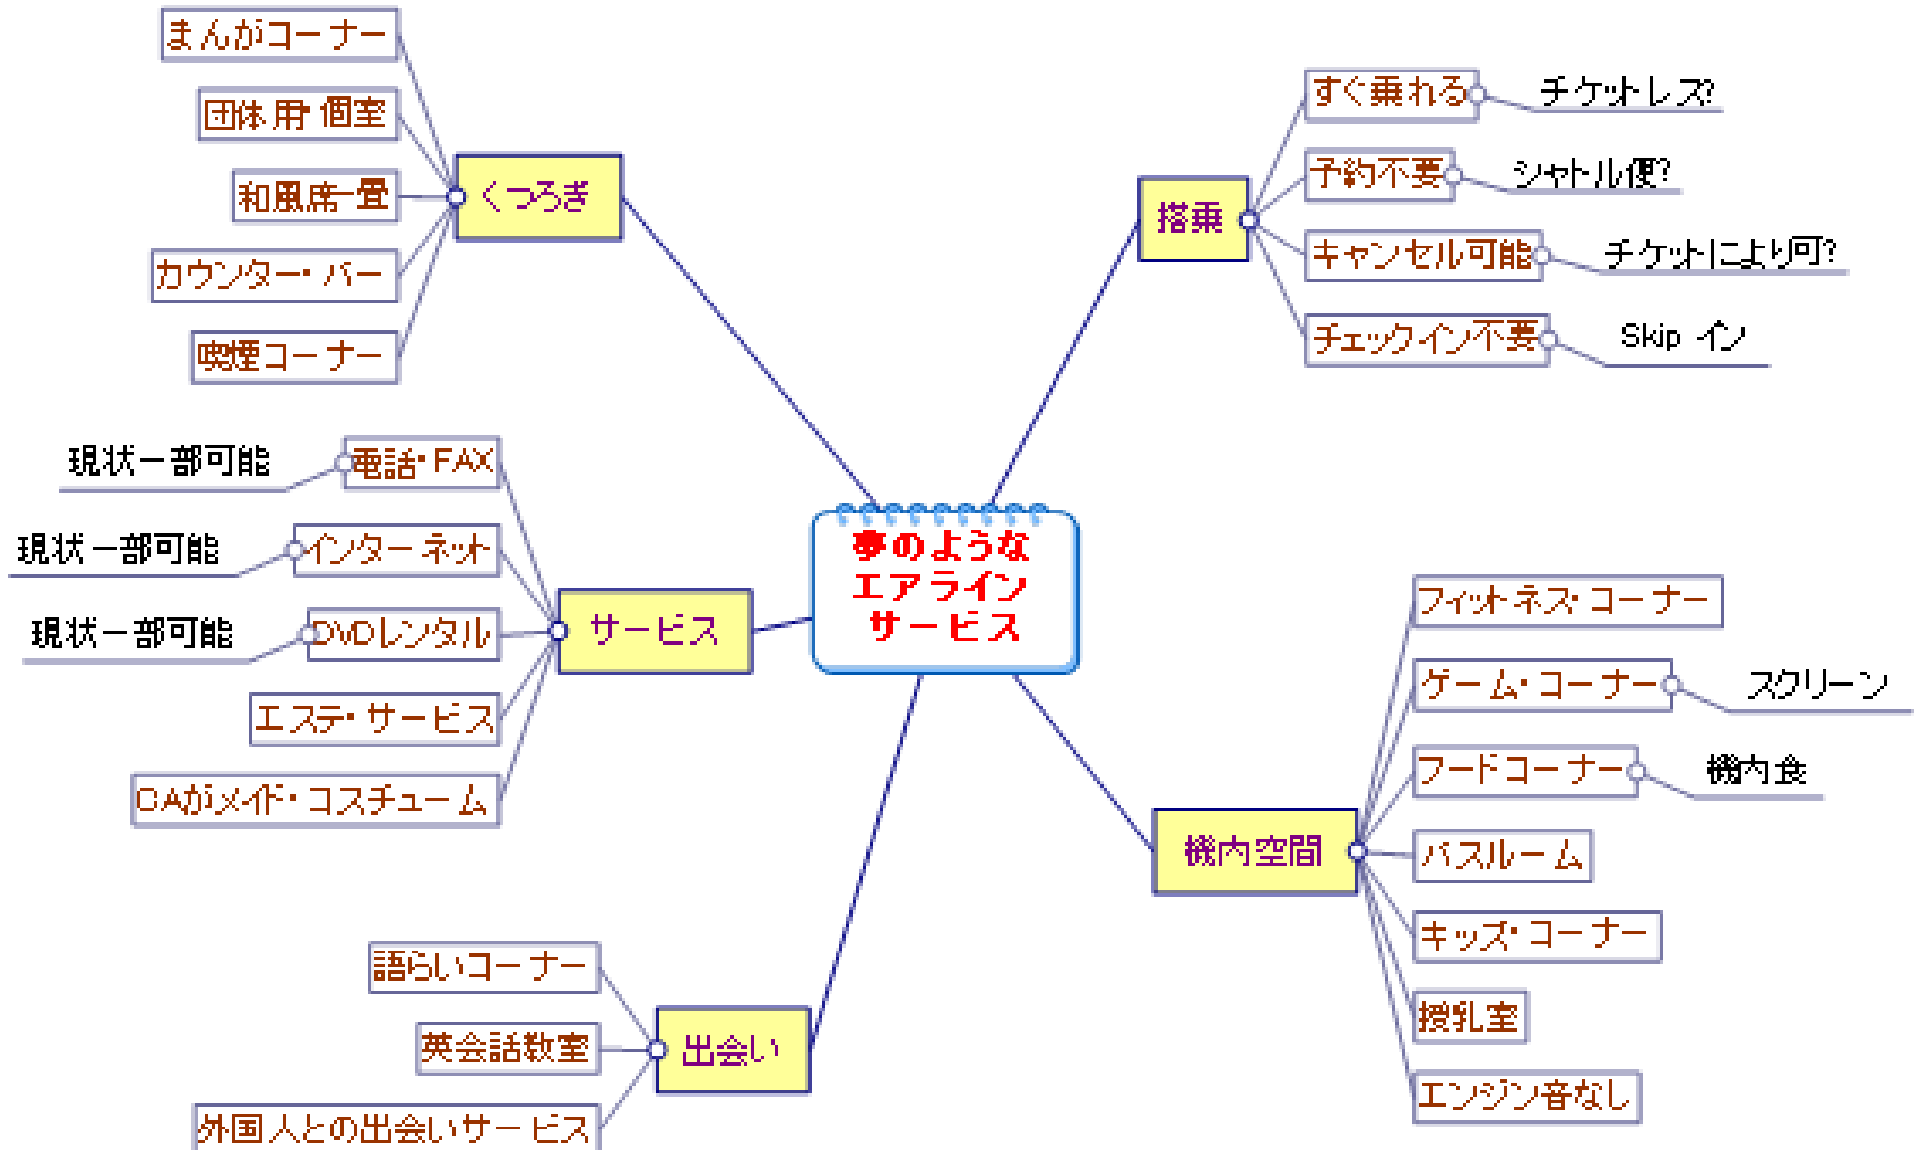 まんがコーナー
団体用・個室
和風席一畳
カウンター・バー
喫煙コーナー
くつろぎ
すぐ乗れる
チケットレス?
予約不要
シャトル便?
キャンセル可能
チケットにより可?
チェックイン不要
Skip イン
搭乗
現状一部可能
電話・FAX
現状一部可能
インターネット
現状一部可能
DVDレンタル
エステ・サービス
CAがメイド・コスチューム
サービス
夢のような
エアライン
サービス
フィットネス・コーナー
ゲーム・コーナー
スクリーン
フードコーナー
機内食
バスルーム
キッズ・コーナー
授乳室
エンジン音なし
機内空間
語らいコーナー
英会話教室
外国人との出会いサービス
出会い